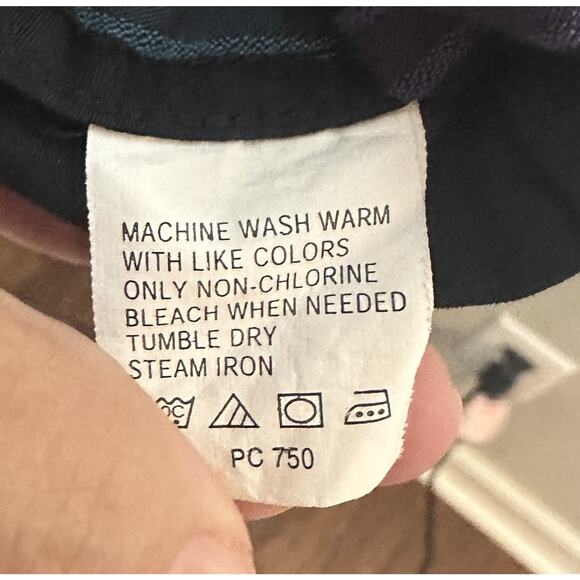 MACHINE WASH WARM
WITH LIKE COLORS
ONLY NON-CHLORINE
BLEACH WHEN NEEDED
TUMBLE DRY
STEAM IRON
PC 750